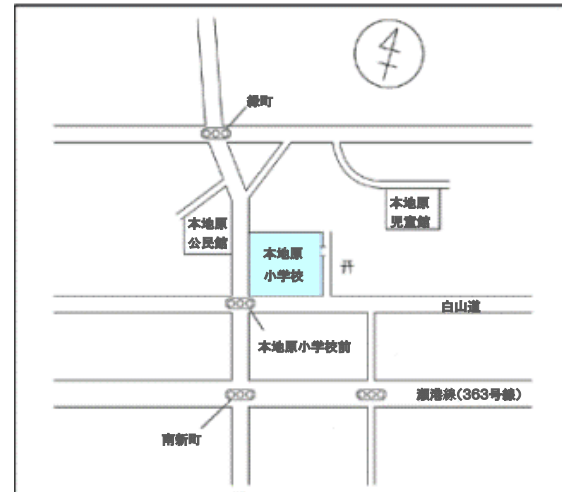 緑町
本地原
児童館
本地原
公民館
本地原
小学校
白山道
本地原小学校前
瀬港線(363号線)
南新町